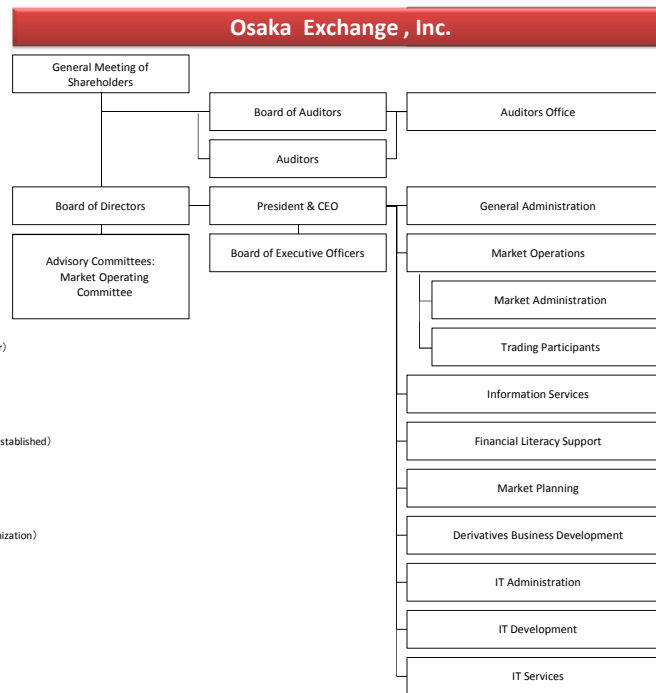 Osaka Exchange , Inc.
General Meeting of
Shareholders
Board of Auditors
Auditors Office
Auditors
Board of Directors
President & CEO
General Administration
Advisory Committees:
Market Operating
Committee
Board of Executive Officers
Market Operations
Market Administration
r）
Trading Participants
Information Services
stablished）
Financial Literacy Support
Market Planning
nization）
Derivatives Business Development
IT Administration
IT Development
IT Services